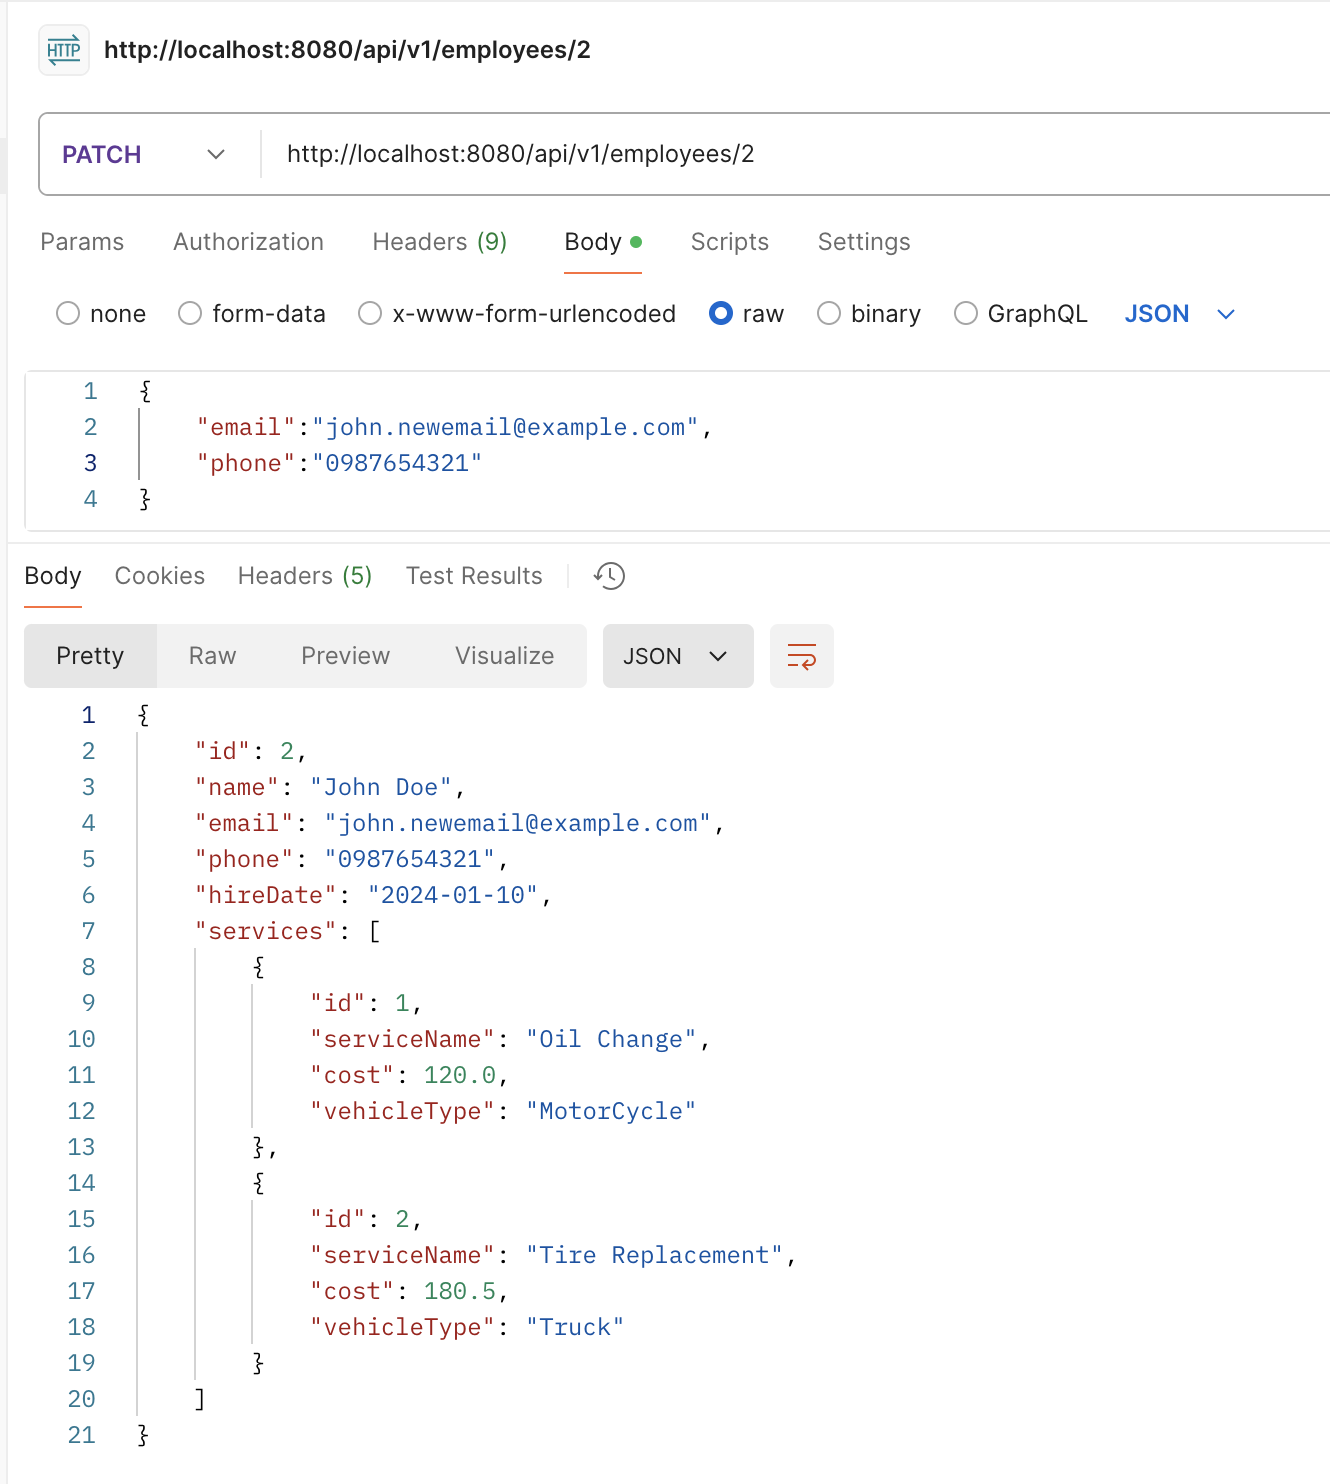 HTTP http://localhost:8080/api/v1/employees/2
PATCH http://localhost:8080/api/v1/employees/2
Params Authorization Headers (9) Body Scripts Settings
none form-data x-www-form-urlencoded raw binary GraphQL JSON
1 {
2     "email":"john.newemail@example.com",
3     "phone":"0987654321"
4 }
Body Cookies Headers (5) Test Results
Pretty Raw Preview Visualize JSON
1 {
2     "id": 2,
3     "name": "John Doe",
4     "email": "john.newemail@example.com",
5     "phone": "0987654321",
6     "hireDate": "2024-01-10",
7     "services": [
8         {
9             "id": 1,
10             "serviceName": "Oil Change",
11             "cost": 120.0,
12             "vehicleType": "MotorCycle"
13         },
14         {
15             "id": 2,
16             "serviceName": "Tire Replacement",
17             "cost": 180.5,
18             "vehicleType": "Truck"
19         }
20     ]
21 }